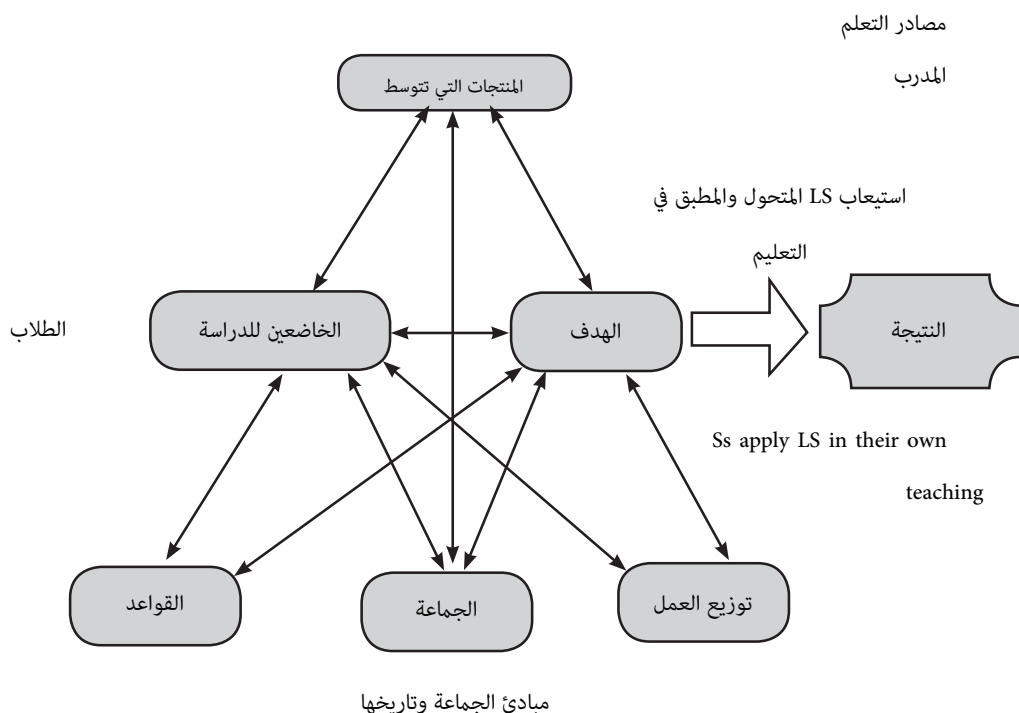 مصادر التعلم
المدرب
المنتجات التي تتوسط
استيعاب LS المتحول والمطبق في
التعليم
الطلاب
الخاضعين للدراسة
الهدف
النتيجة
Ss apply LS in their own
teaching
القواعد
الجماعة
توزيع العمل
مبادئ الجماعة وتاريخها